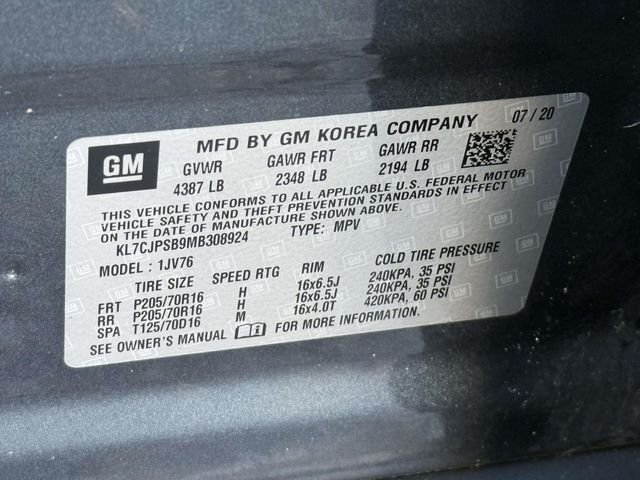 GM
MFD BY GM KOREA COMPANY 07/20
GVWR GAWR FRT GAWR RR
4387 LB 2348 LB 2194 LB
THIS VEHICLE CONFORMS TO ALL APPLICABLE U.S. FEDERAL MOTOR
VEHICLE SAFETY AND THEFT PREVENTION STANDARDS IN EFFECT
ON THE DATE OF MANUFACTURE SHOWN ABOVE.
KL7CJPSB9MB308924 TYPE: MPV
MODEL : 1JV76
TIRE SIZE SPEED RTG RIM COLD TIRE PRESSURE
FRT P205/70R16 H 16x6.5J 240KPA, 35 PSI
RR P205/70R16 H 16x6.5J 240KPA, 35 PSI
SPA T125/70D16 M 16x4.0T 420KPA, 60 PSI
SEE OWNER'S MANUAL FOR MORE INFORMATION.